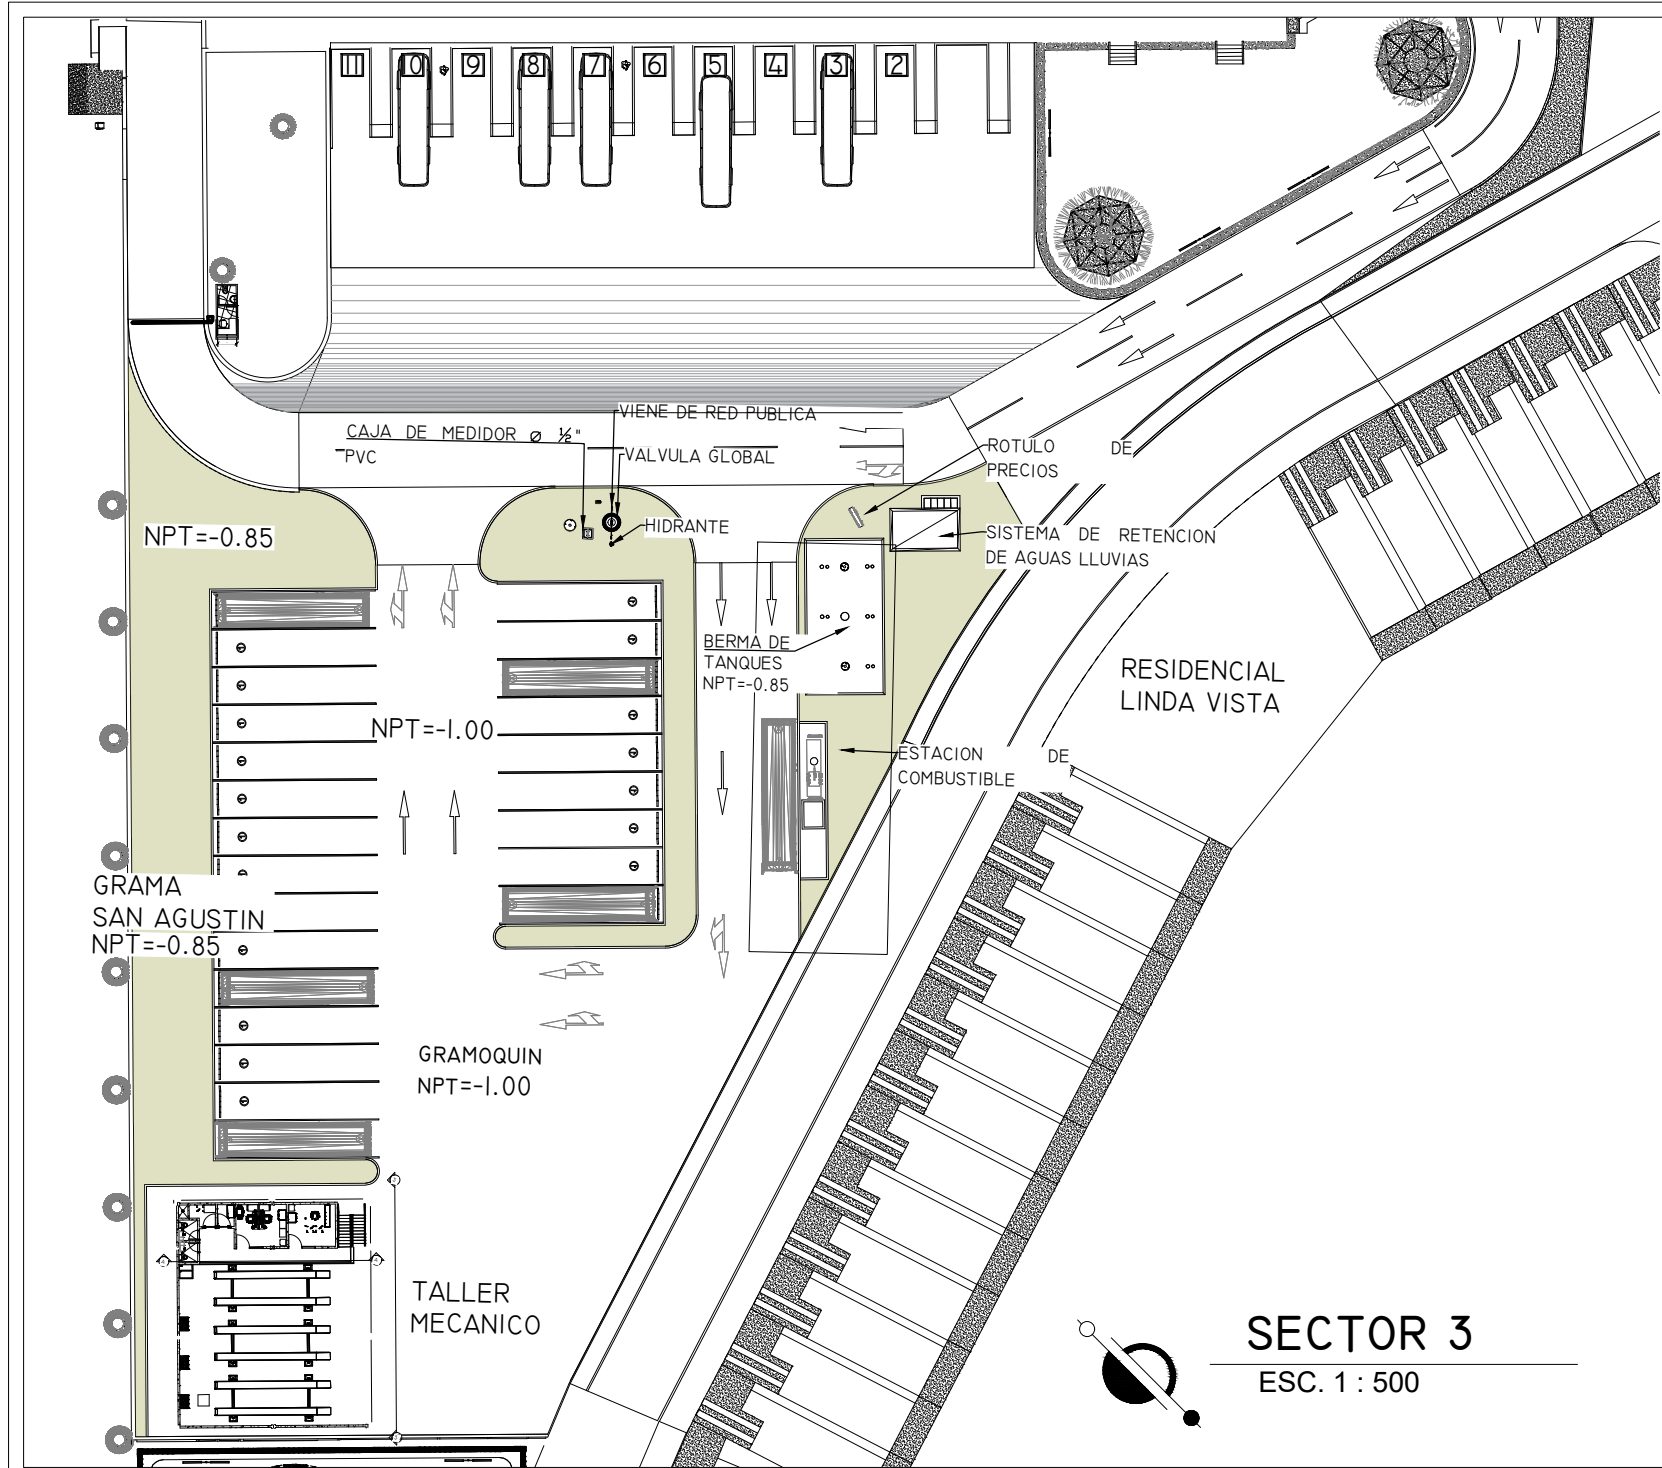 11
10
9
8
7
6
5
4
3
2
VIENE DE RED PUBLICA
CAJA DE MEDIDOR Ø ½"
PVC
VALVULA GLOBAL
ROTULO DE
PRECIOS
HIDRANTE
NPT=-0.85
SISTEMA DE RETENCION
DE AGUAS LLUVIAS
BERMA DE
TANQUES
NPT=-0.85
RESIDENCIAL
LINDA VISTA
NPT=-1.00
ESTACION DE
COMBUSTIBLE
GRAMA
SAN AGUSTIN
NPT=-0.85
GRAMOQUIN
NPT=-1.00
TALLER
MECANICO
SECTOR 3
ESC. 1 : 500